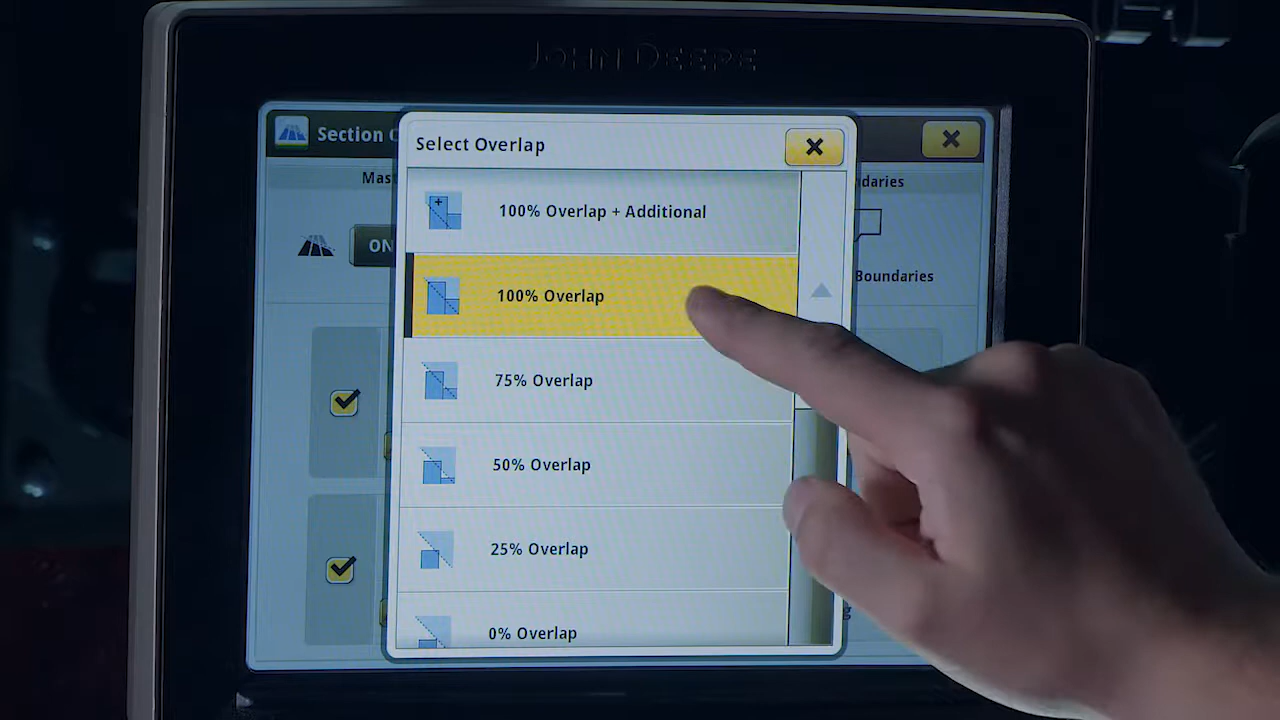 JOHN DEERE
Section C
Select Overlap
Mas
ON
daries
Boundaries
100% Overlap + Additional
100% Overlap
75% Overlap
50% Overlap
25% Overlap
0% Overlap